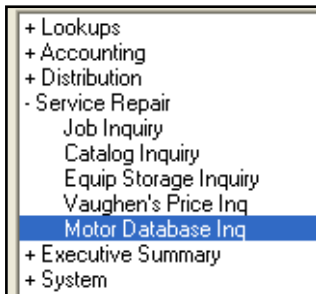 + Lookups
+ Accounting
+ Distribution
- Service Repair
Job Inquiry
Catalog Inquiry
Equip Storage Inquiry
Vaughen's Price Inq
Motor Database Inq
+ Executive Summary
+ System